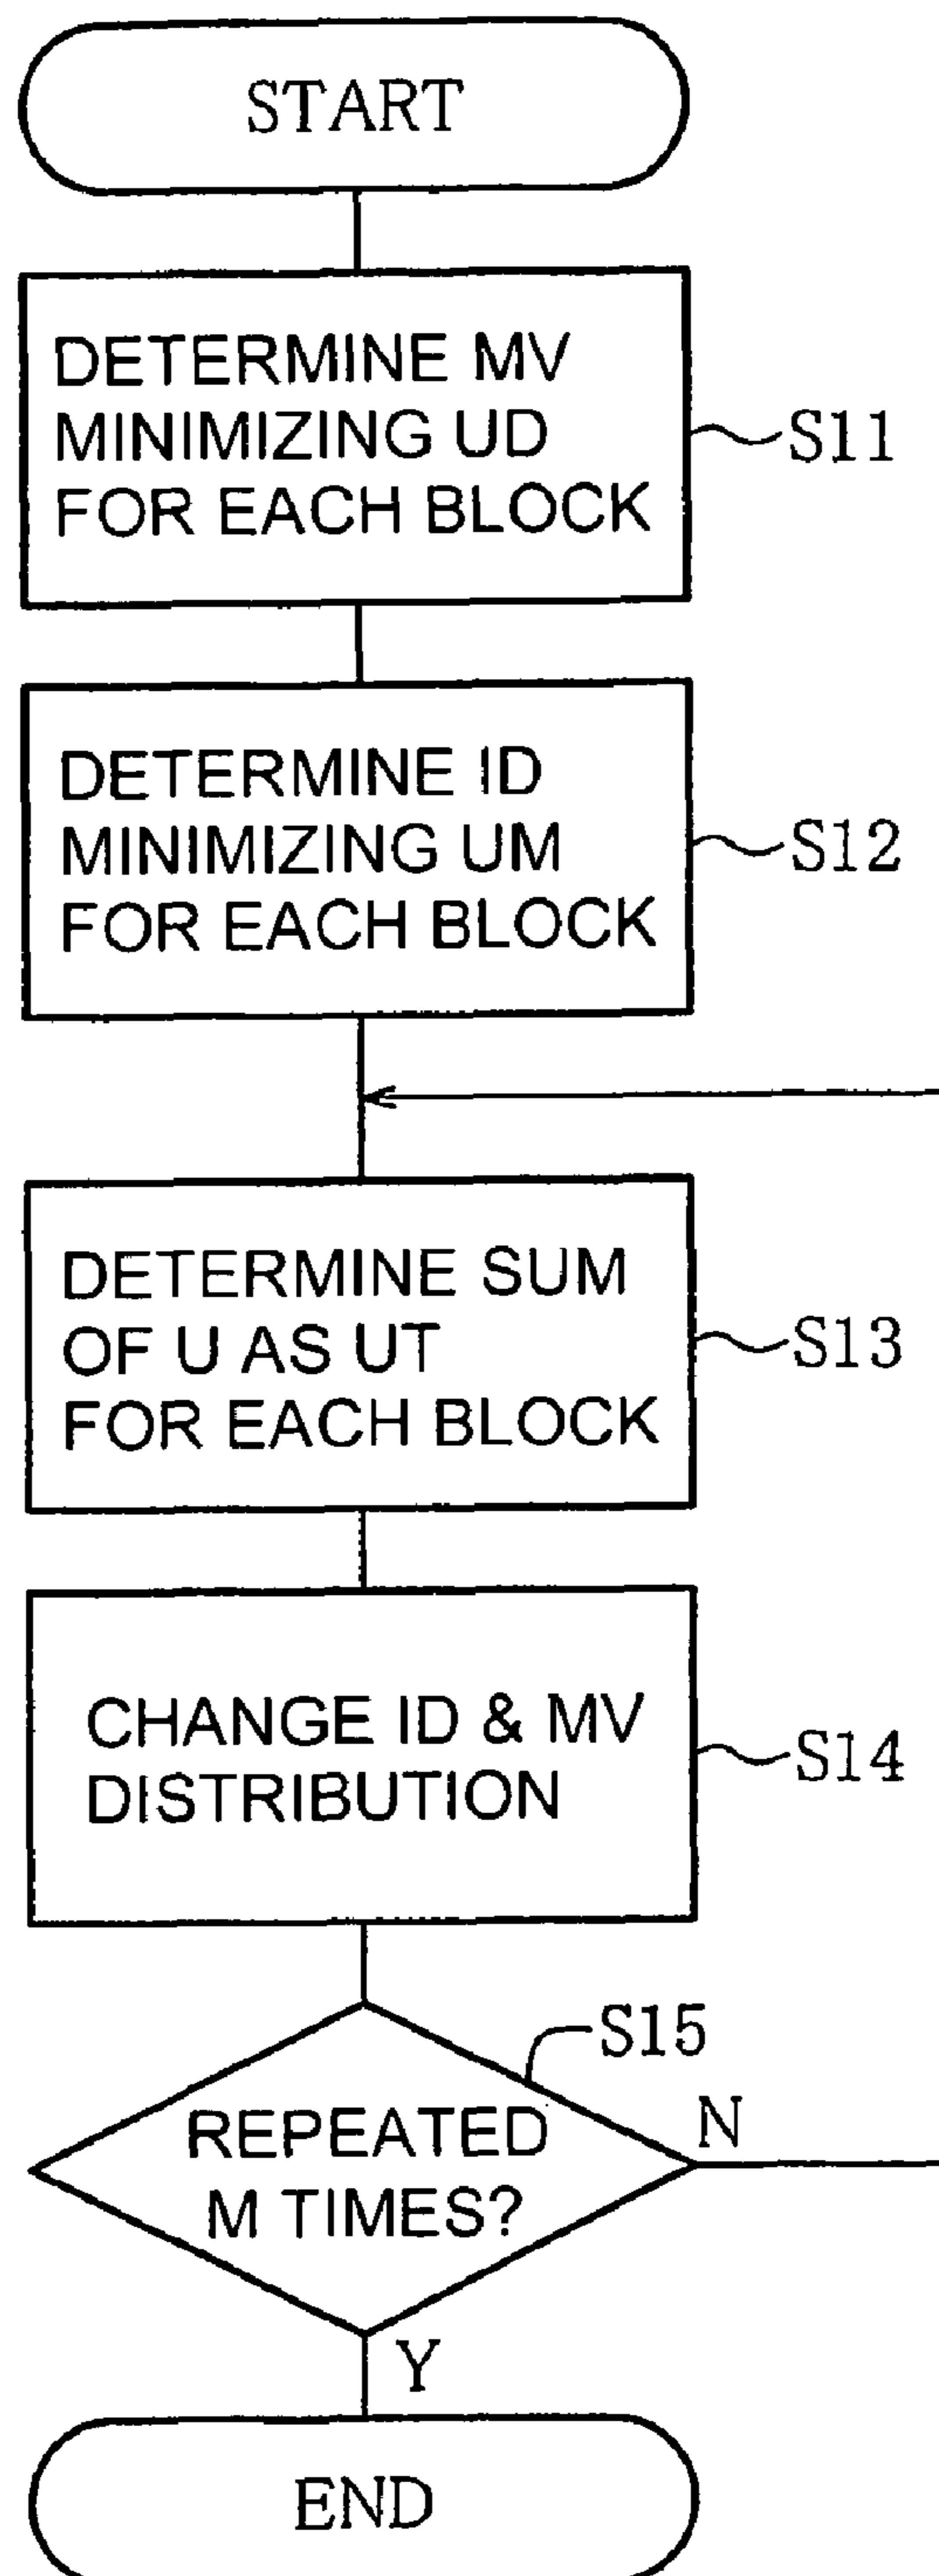 START
DETERMINE MV
MINIMIZING UD
FOR EACH BLOCK
S11
DETERMINE ID
MINIMIZING UM
FOR EACH BLOCK
S12
DETERMINE SUM
OF U AS UT
FOR EACH BLOCK
S13
CHANGE ID & MV
DISTRIBUTION
S14
S15
REPEATED
M TIMES?
N
Y
END